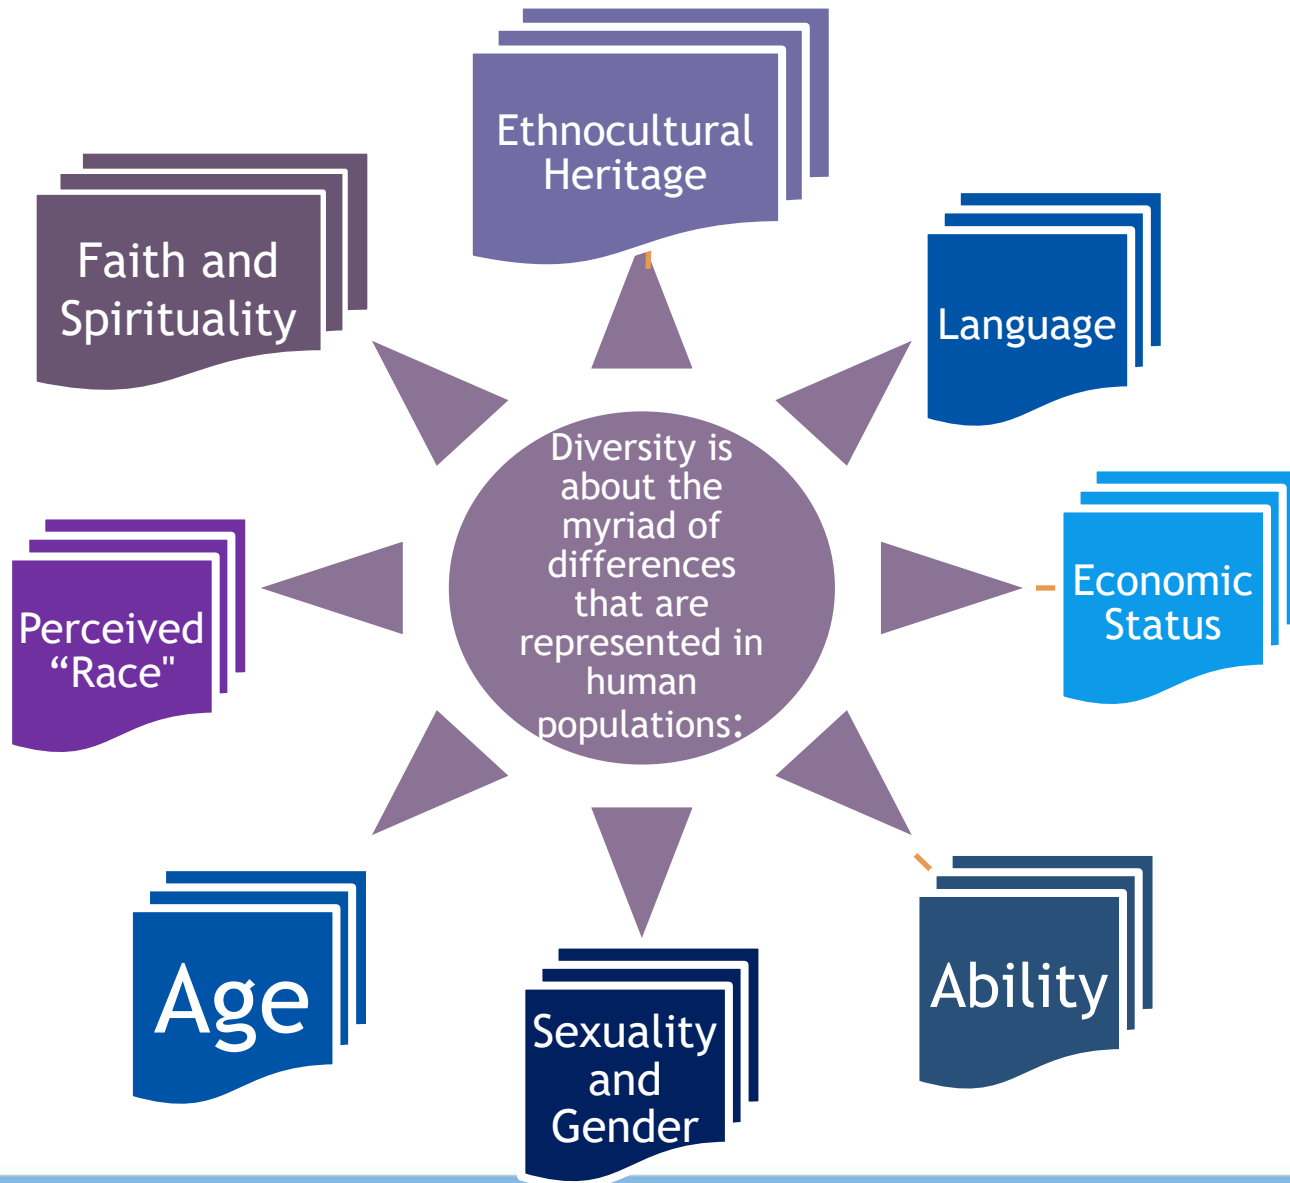 Ethnocultural
Heritage
Faith and
Spirituality
Language
Diversity is
about the
myriad of
differences
that are
represented in
human
populations:
Economic
Status
Perceived
“Race"
Age
Ability
Sexuality
and
Gender